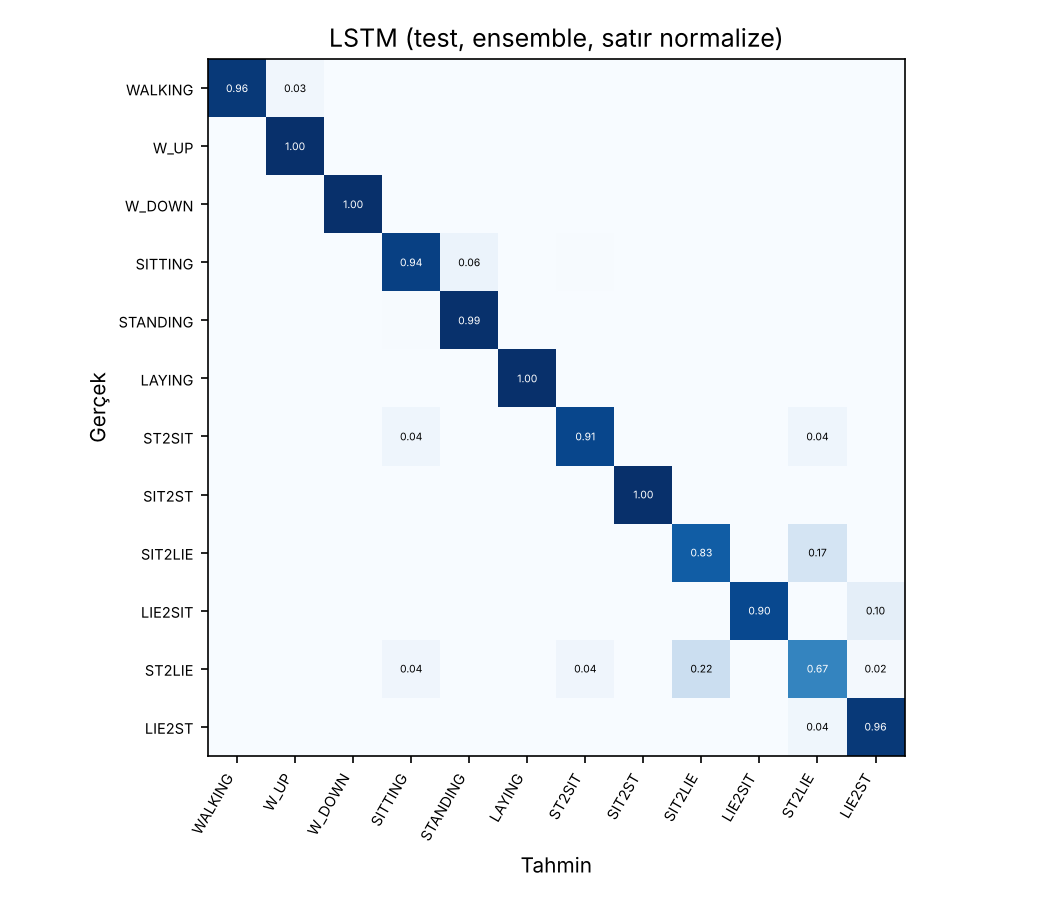 LSTM (test, ensemble, satır normalize)
Gerçek
WALKING 0.96 0.03
W_UP 1.00
W_DOWN 1.00
SITTING 0.94 0.06
STANDING 0.99
LAYING 1.00
ST2SIT 0.04 0.91 0.04
SIT2ST 1.00
SIT2LIE 0.83 0.17
LIE2SIT 0.90 0.10
ST2LIE 0.04 0.04 0.22 0.67 0.02
LIE2ST 0.04 0.96
WALKING W_UP W_DOWN SITTING STANDING LAYING ST2SIT SIT2ST SIT2LIE LIE2SIT ST2LIE LIE2ST
Tahmin